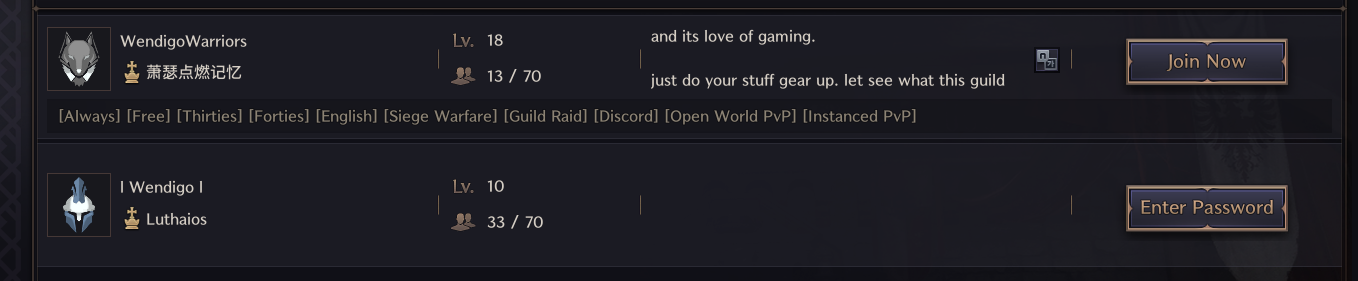 WendigoWarriors
萧瑟点燃记忆
Lv. 18
13 / 70
and its love of gaming.
just do your stuff gear up. let see what this guild
Join Now
[Always] [Free] [Thirties] [Forties] [English] [Siege Warfare] [Guild Raid] [Discord] [Open World PvP] [Instanced PvP]
l Wendigo l
Luthaios
Lv. 10
33 / 70
Enter Password